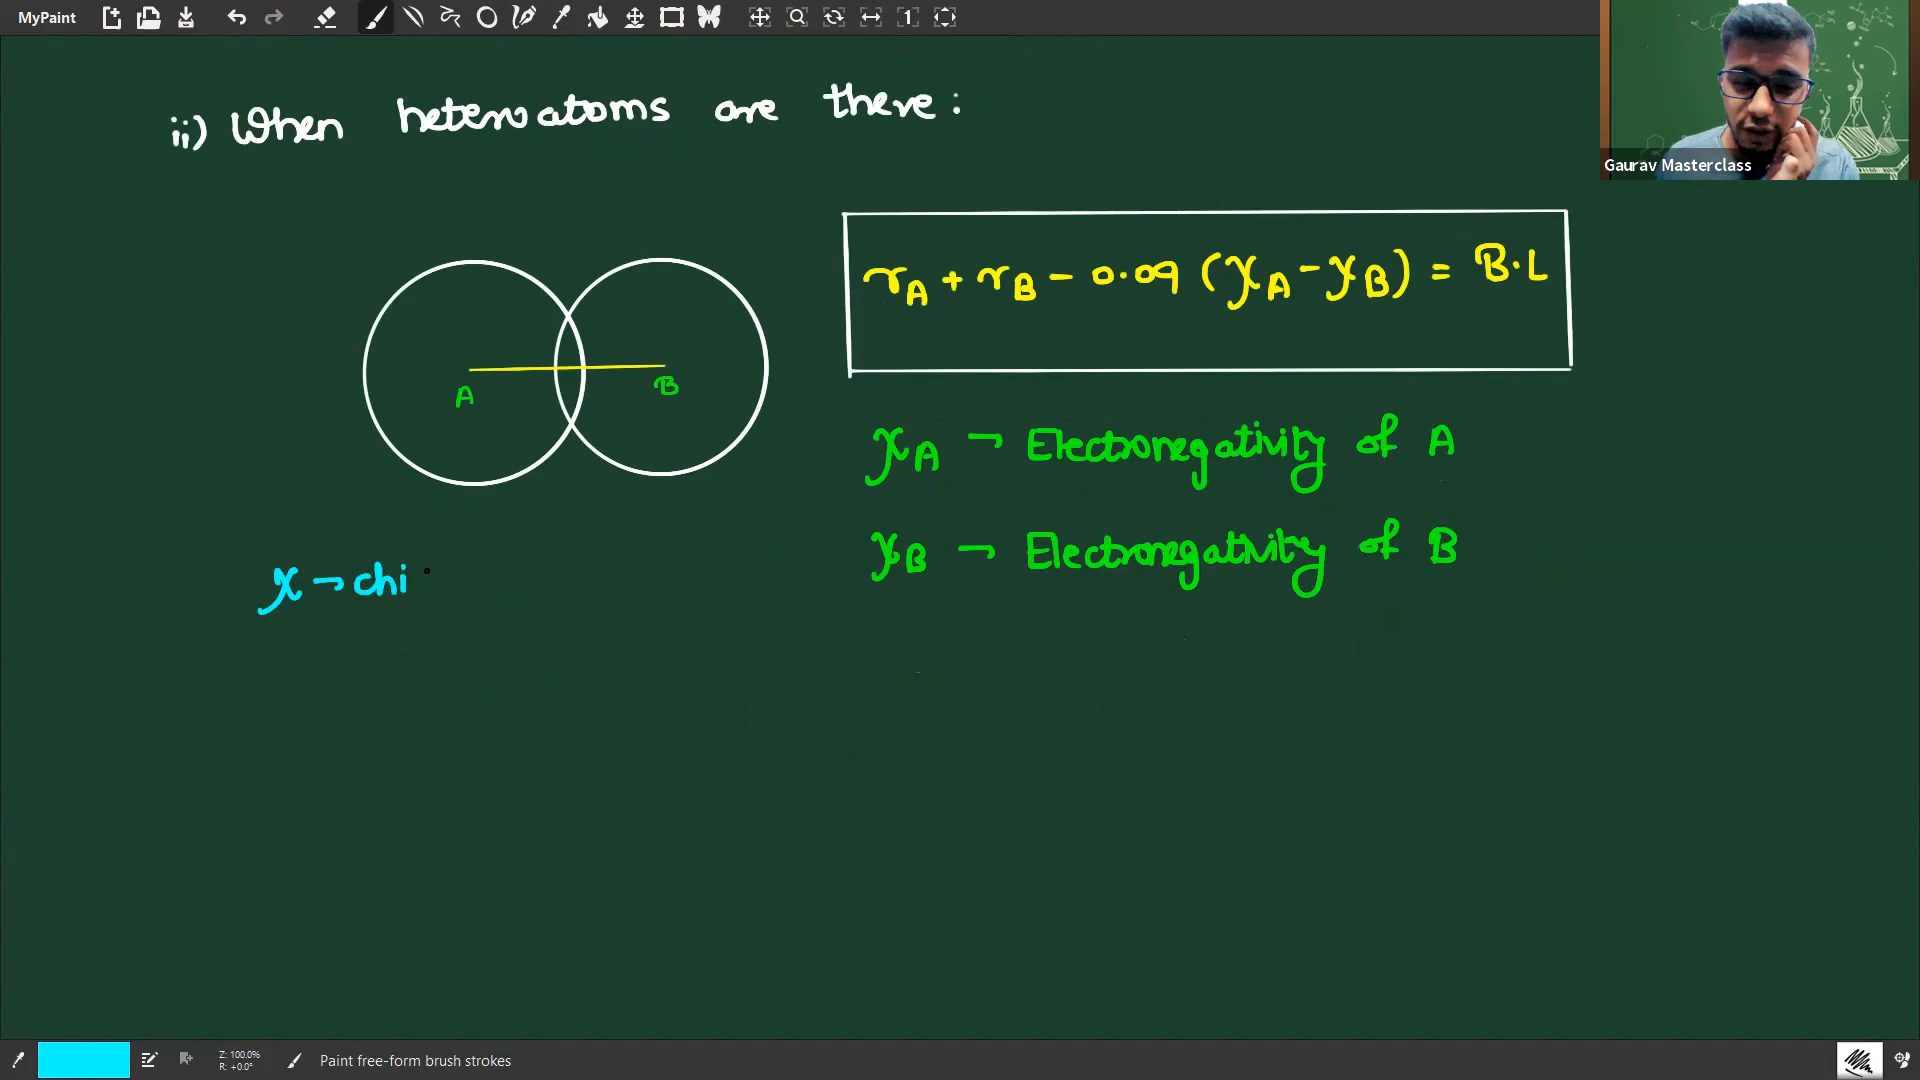 MyPaint
1
Gaurav Masterclass
ii) When heteroatoms are there:
rA + rB - 0.09 (χA - χB) = B.L
A
B
χA → Electronegativity of A
χB → Electronegativity of B
χ → chi
Z: 100.0%
R: +0.0°
Paint free-form brush strokes